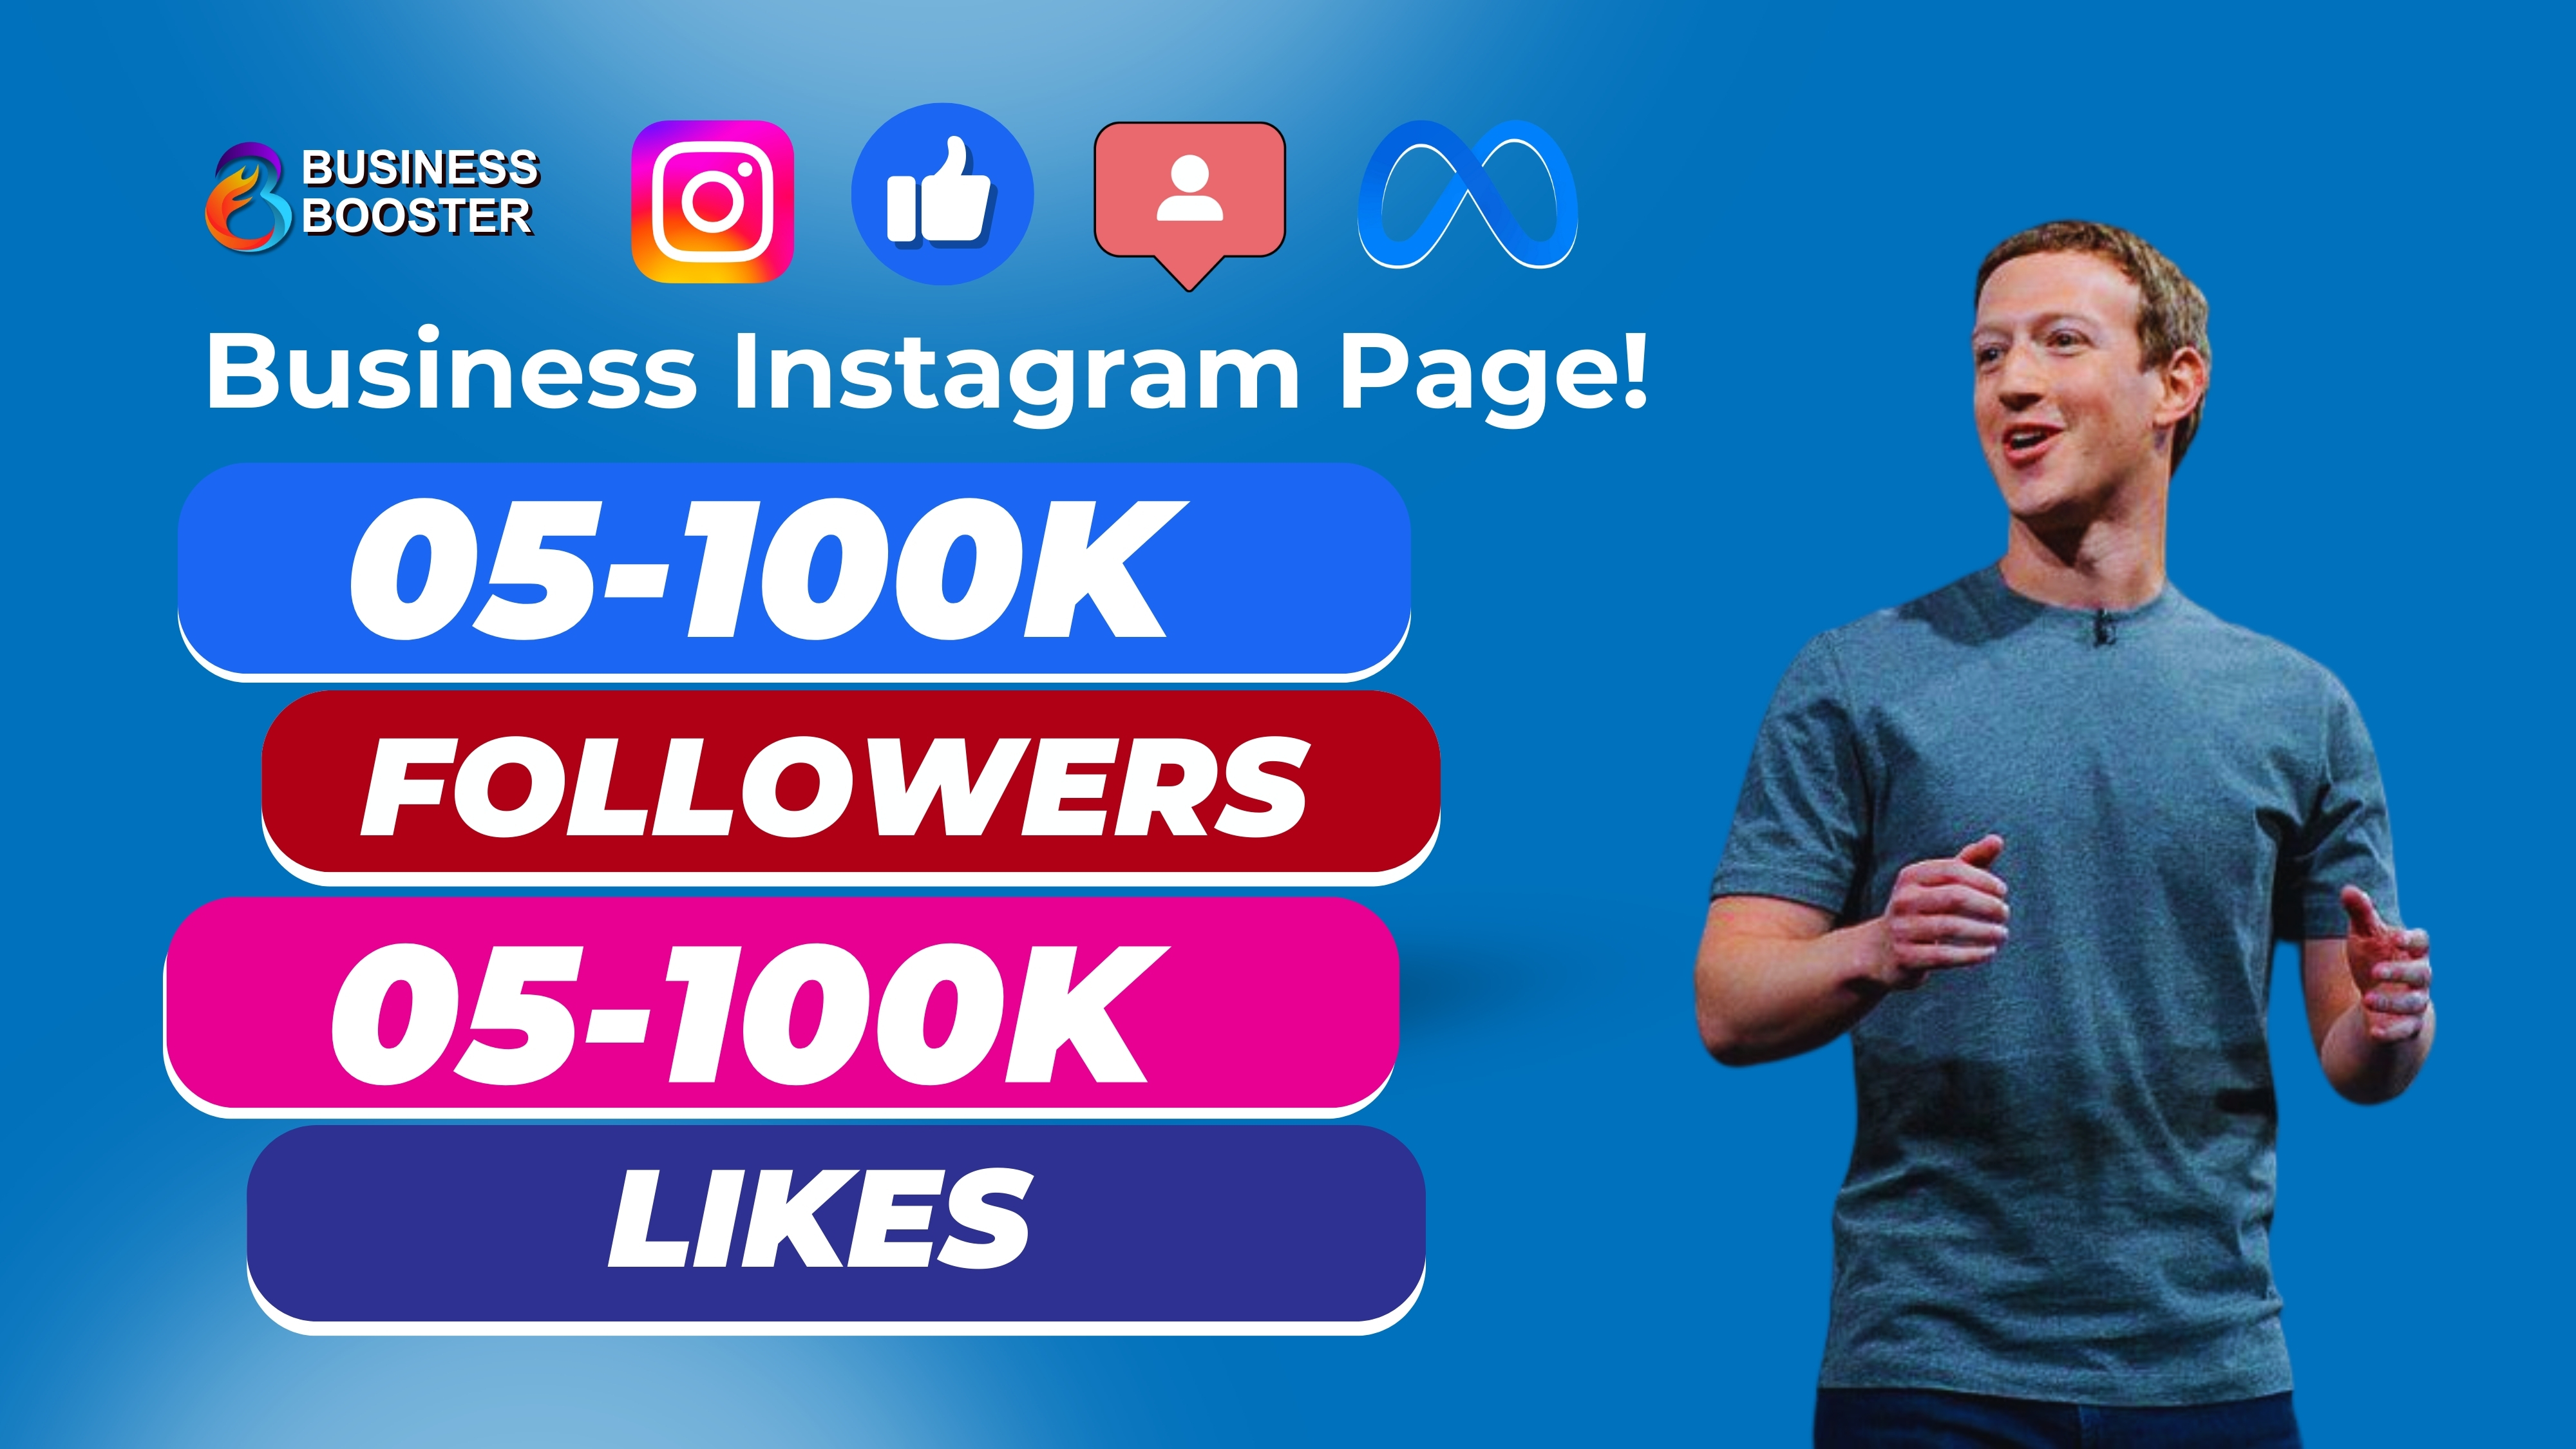 BUSINESS
BOOSTER
Business Instagram Page!
05-100K
FOLLOWERS
05-100K
LIKES